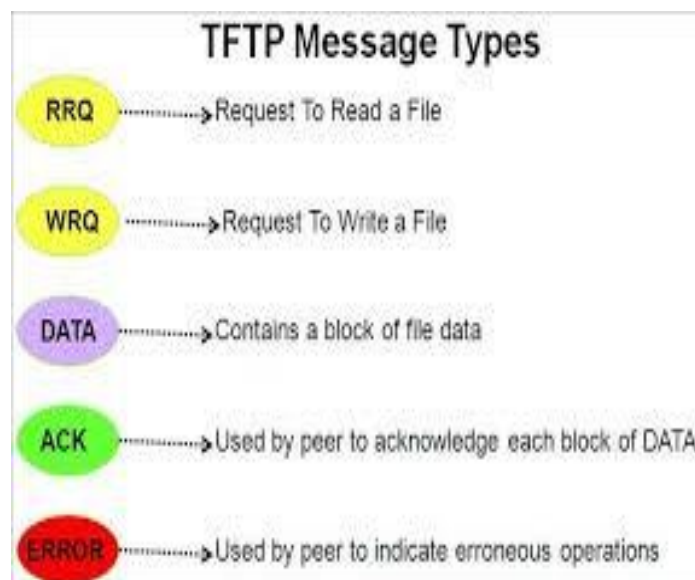 TFTP Message Types
RRQ Request To Read a File
WRQ Request To Write a File
DATA Contains a block of file data
ACK Used by peer to acknowledge each block of DATA
ERROR Used by peer to indicate erroneous operations